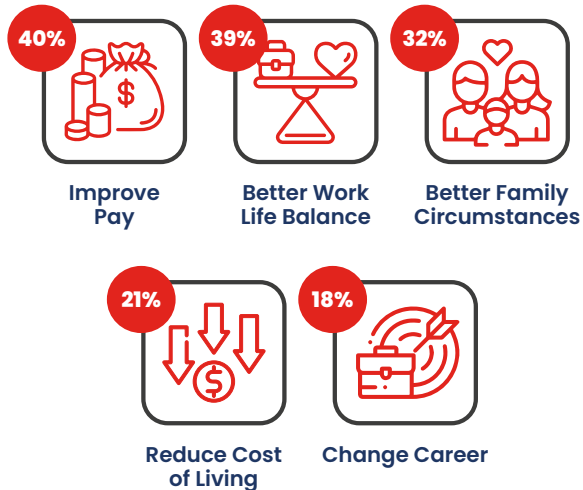 40%
39%
32%
$
Improve
Pay
Better Work
Life Balance
Better Family
Circumstances
21%
18%
$
Reduce Cost
of Living
Change Career